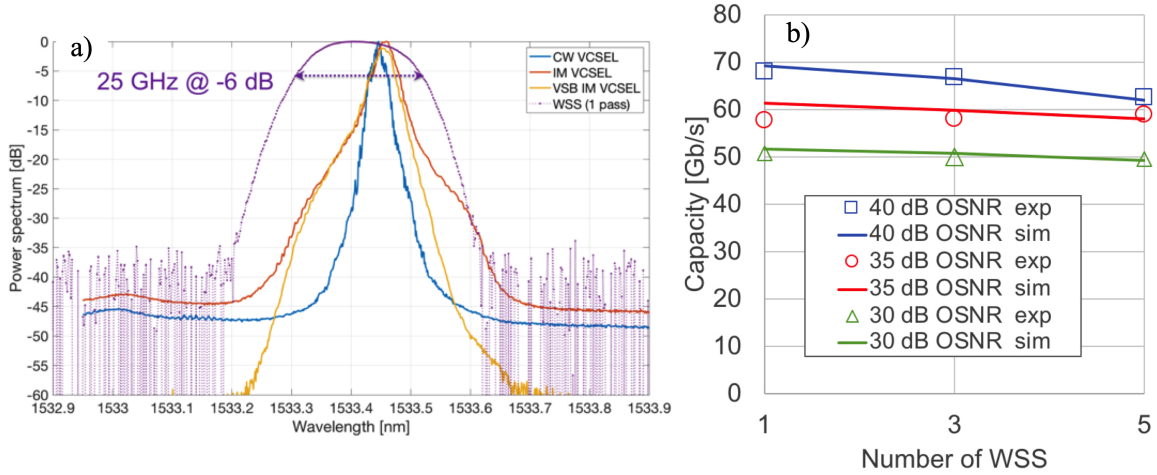 a)
25 GHz @ -6 dB
CW VCSEL
IM VCSEL
VSB IM VCSEL
WSS (1 pass)
Power spectrum [dB]
0
-5
-10
-15
-20
-25
-30
-35
-40
-45
-50
-55
-60
1532.9 1533 1533.1 1533.2 1533.3 1533.4 1533.5 1533.6 1533.7 1533.8 1533.9
Wavelength [nm]
b)
Capacity [Gb/s]
80
70
60
50
40
30
20
10
0
40 dB OSNR exp
40 dB OSNR sim
35 dB OSNR exp
35 dB OSNR sim
30 dB OSNR exp
30 dB OSNR sim
1 3 5
Number of WSS